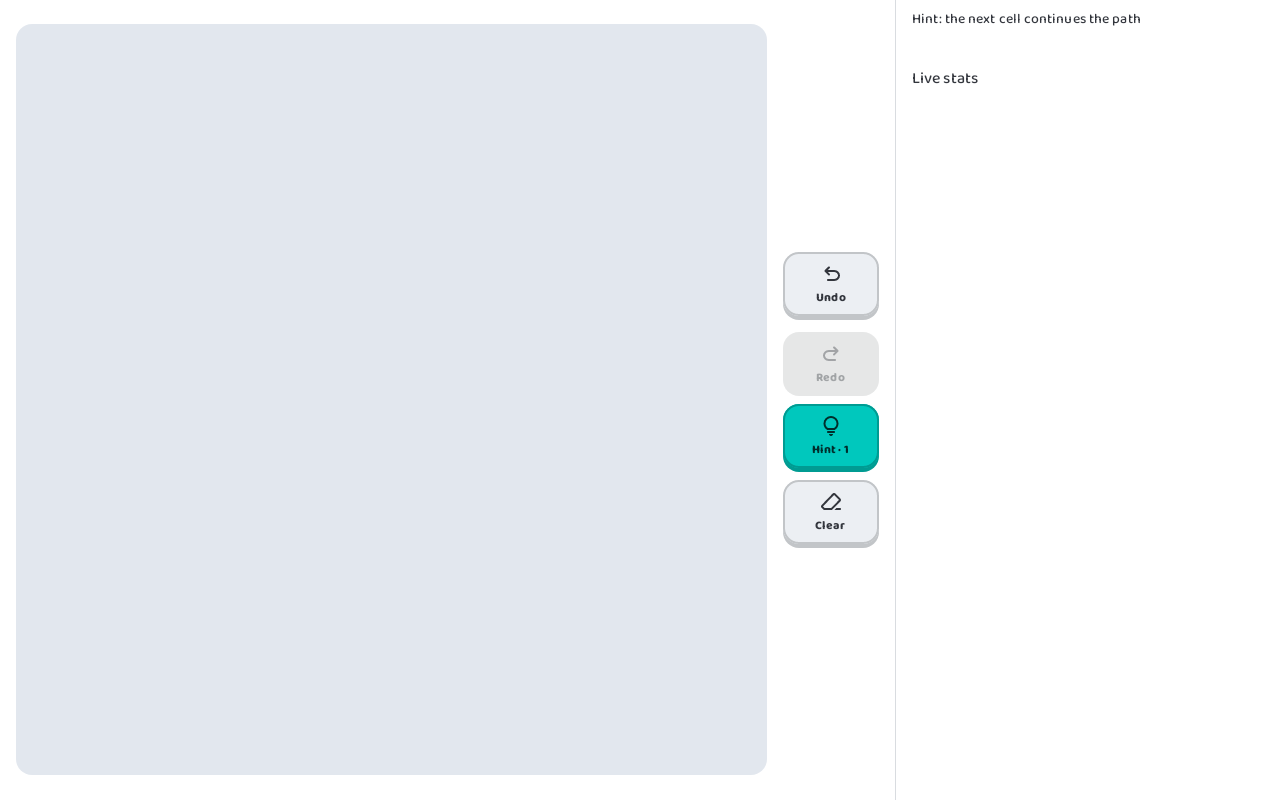 Hint: the next cell continues the path
Live stats
Undo
Redo
Hint · 1
Clear